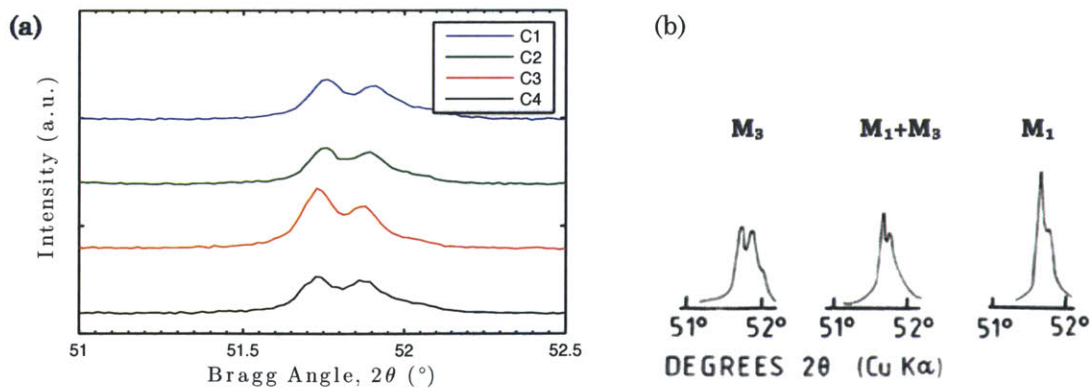 (a)
C1
C2
C3
C4
Intensity (a.u.)
51 51.5 52 52.5
Bragg Angle, 2θ (°)
(b)
M₃ M₁+M₃ M₁
51° 52° 51° 52° 51° 52°
DEGREES 2θ (Cu Kα)